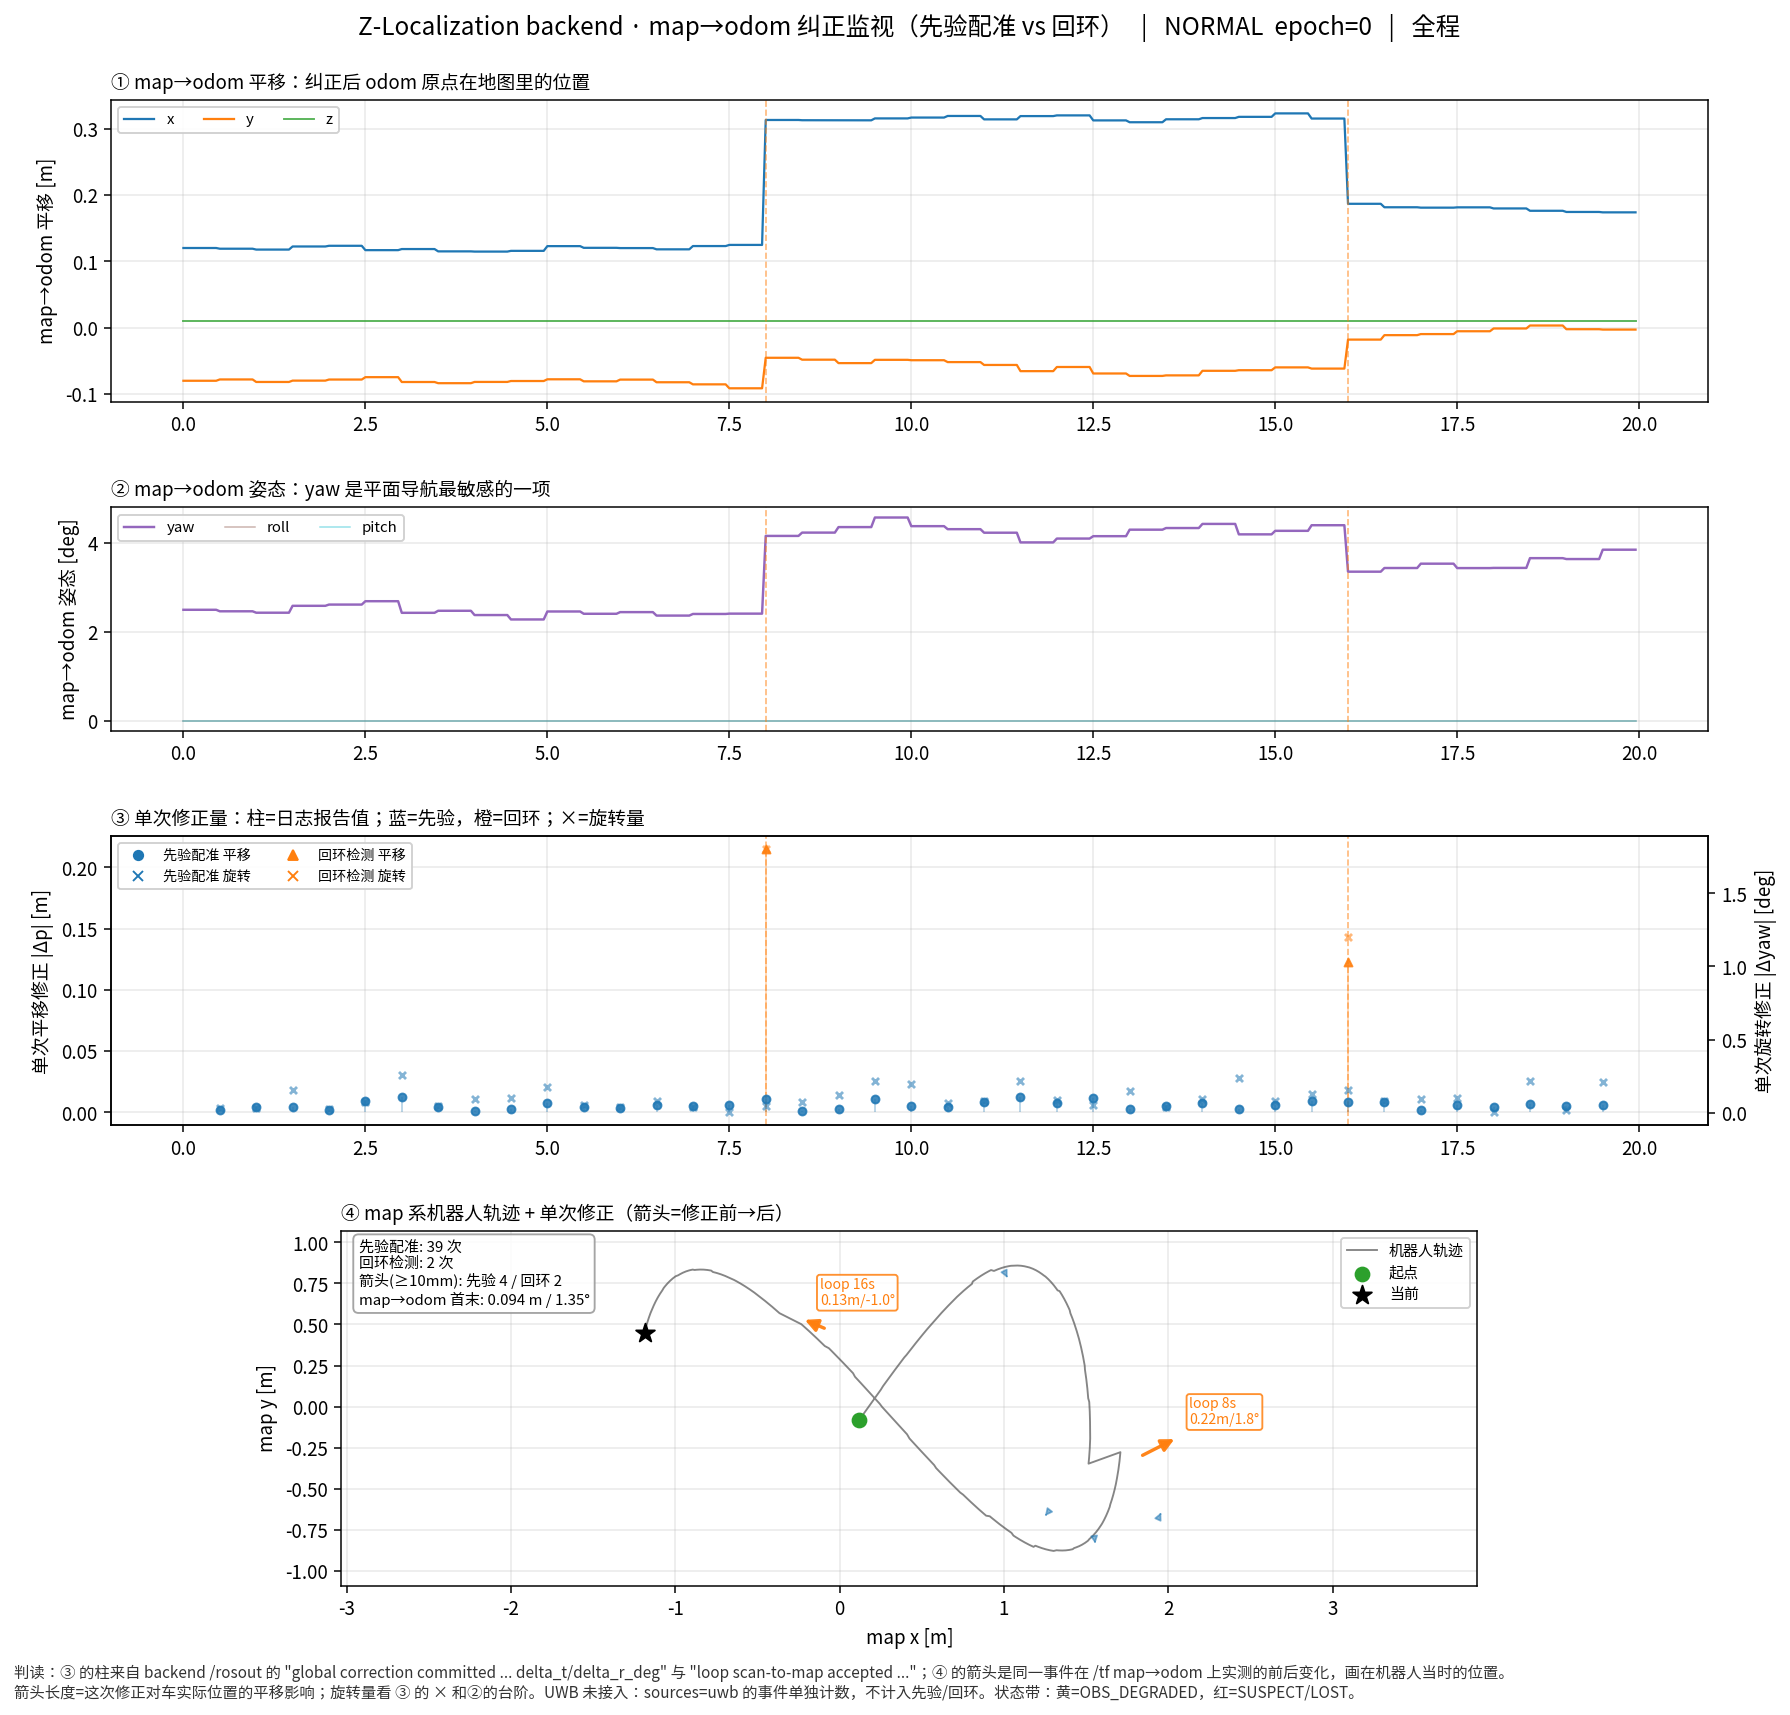 Z-Localization backend · map→odom 纠正监视（先验配准 vs 回环） | NORMAL epoch=0 | 全程
① map→odom 平移：纠正后 odom 原点在地图里的位置
x y z
map→odom 平移 [m]
0.3
0.2
0.1
0.0
-0.1
0.0 2.5 5.0 7.5 10.0 12.5 15.0 17.5 20.0
② map→odom 姿态：yaw 是平面导航最敏感的一项
yaw roll pitch
map→odom 姿态 [deg]
4
2
0
0.0 2.5 5.0 7.5 10.0 12.5 15.0 17.5 20.0
③ 单次修正量：柱=日志报告值；蓝=先验，橙=回环；×=旋转量
先验配准 平移 回环检测 平移
先验配准 旋转 回环检测 旋转
单次平移修正 |Δp| [m]
0.20
0.15
0.10
0.05
0.00
单次旋转修正 |Δyaw| [deg]
1.5
1.0
0.5
0.0
0.0 2.5 5.0 7.5 10.0 12.5 15.0 17.5 20.0
④ map 系机器人轨迹 + 单次修正（箭头=修正前→后）
先验配准: 39 次
回环检测: 2 次
箭头(≥10mm): 先验 4 / 回环 2
map→odom 首末: 0.094 m / 1.35°
机器人轨迹
起点
当前
loop 16s
0.13m/-1.0°
loop 8s
0.22m/1.8°
map y [m]
1.00
0.75
0.50
0.25
0.00
-0.25
-0.50
-0.75
-1.00
-3 -2 -1 0 1 2 3
map x [m]
判读：③ 的柱来自 backend /rosout 的 "global correction committed ... delta_t/delta_r_deg" 与 "loop scan-to-map accepted ..."；④ 的箭头是同一事件在 /tf map→odom 上实测的前后变化，画在机器人当时的位置。
箭头长度=这次修正对车实际位置的平移影响；旋转量看 ③ 的 × 和②的台阶。UWB 未接入：sources=uwb 的事件单独计数，不计入先验/回环。状态带：黄=OBS_DEGRADED，红=SUSPECT/LOST。